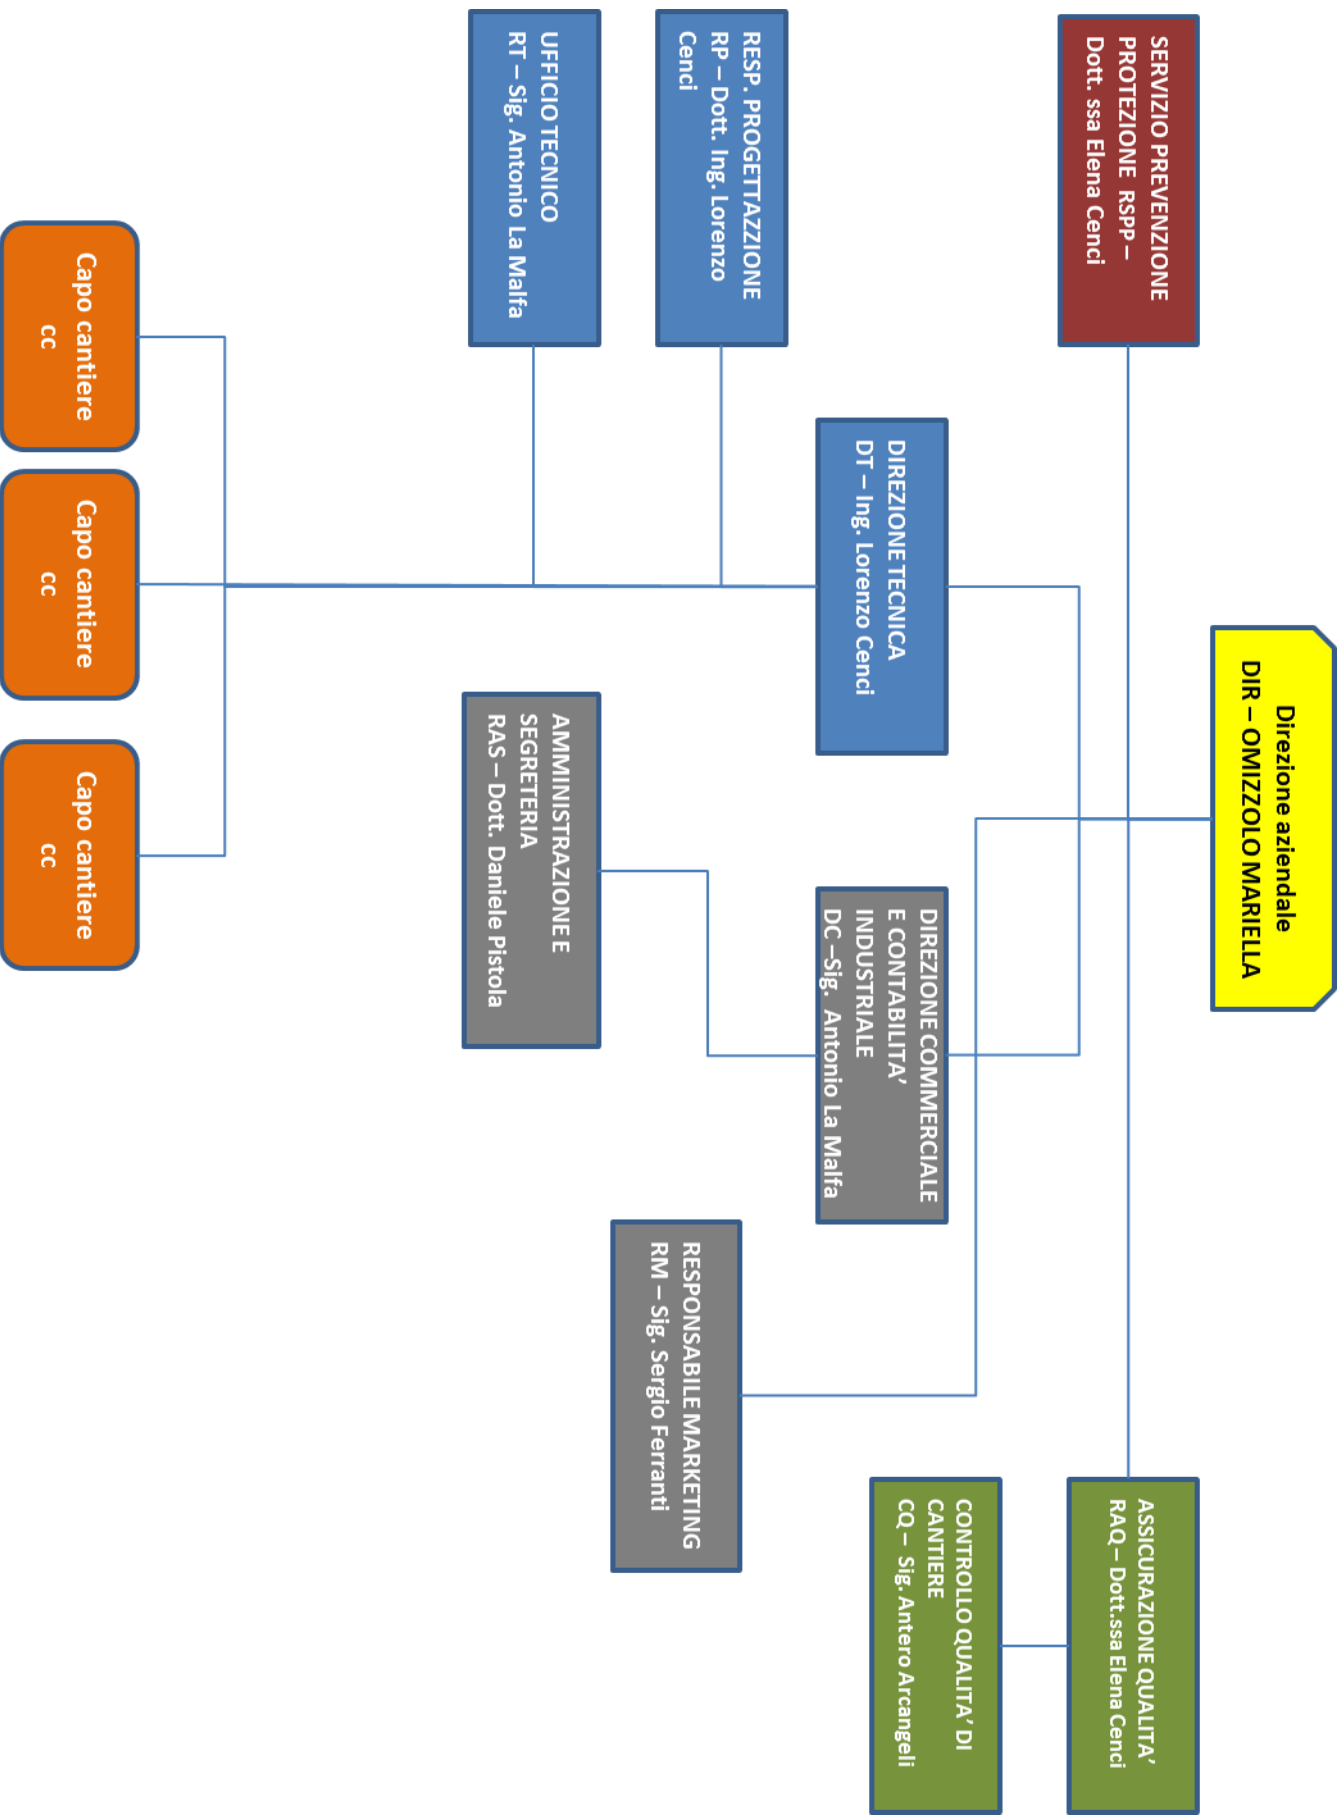 Direzione aziendale
DIR – OMIZZOLO MARIELLA
SERVIZIO PREVENZIONE
PROTEZIONE RSPP –
Dott. ssa Elena Cenci
ASSICURAZIONE QUALITA’
RAQ – Dott.ssa Elena Cenci
CONTROLLO QUALITA’ DI
CANTIERE
CQ – Sig. Antero Arcangeli
DIREZIONE TECNICA
DT – Ing. Lorenzo Cenci
DIREZIONE COMMERCIALE
E CONTABILITA’
INDUSTRIALE
DC –Sig. Antonio La Malfa
RESP. PROGETTAZZIONE
RP – Dott. Ing. Lorenzo
Cenci
RESPONSABILE MARKETING
RM – Sig. Sergio Ferranti
UFFICIO TECNICO
RT – Sig. Antonio La Malfa
AMMINISTRAZIONE E
SEGRETERIA
RAS – Dott. Daniele Pistola
Capo cantiere
cc
Capo cantiere
cc
Capo cantiere
cc